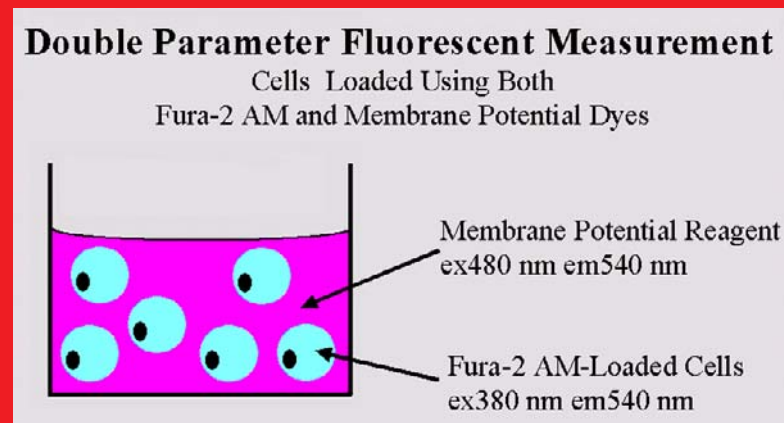 Double Parameter Fluorescent Measurement
Cells Loaded Using Both
Fura-2 AM and Membrane Potential Dyes
Membrane Potential Reagent
ex480 nm em540 nm
Fura-2 AM-Loaded Cells
ex380 nm em540 nm